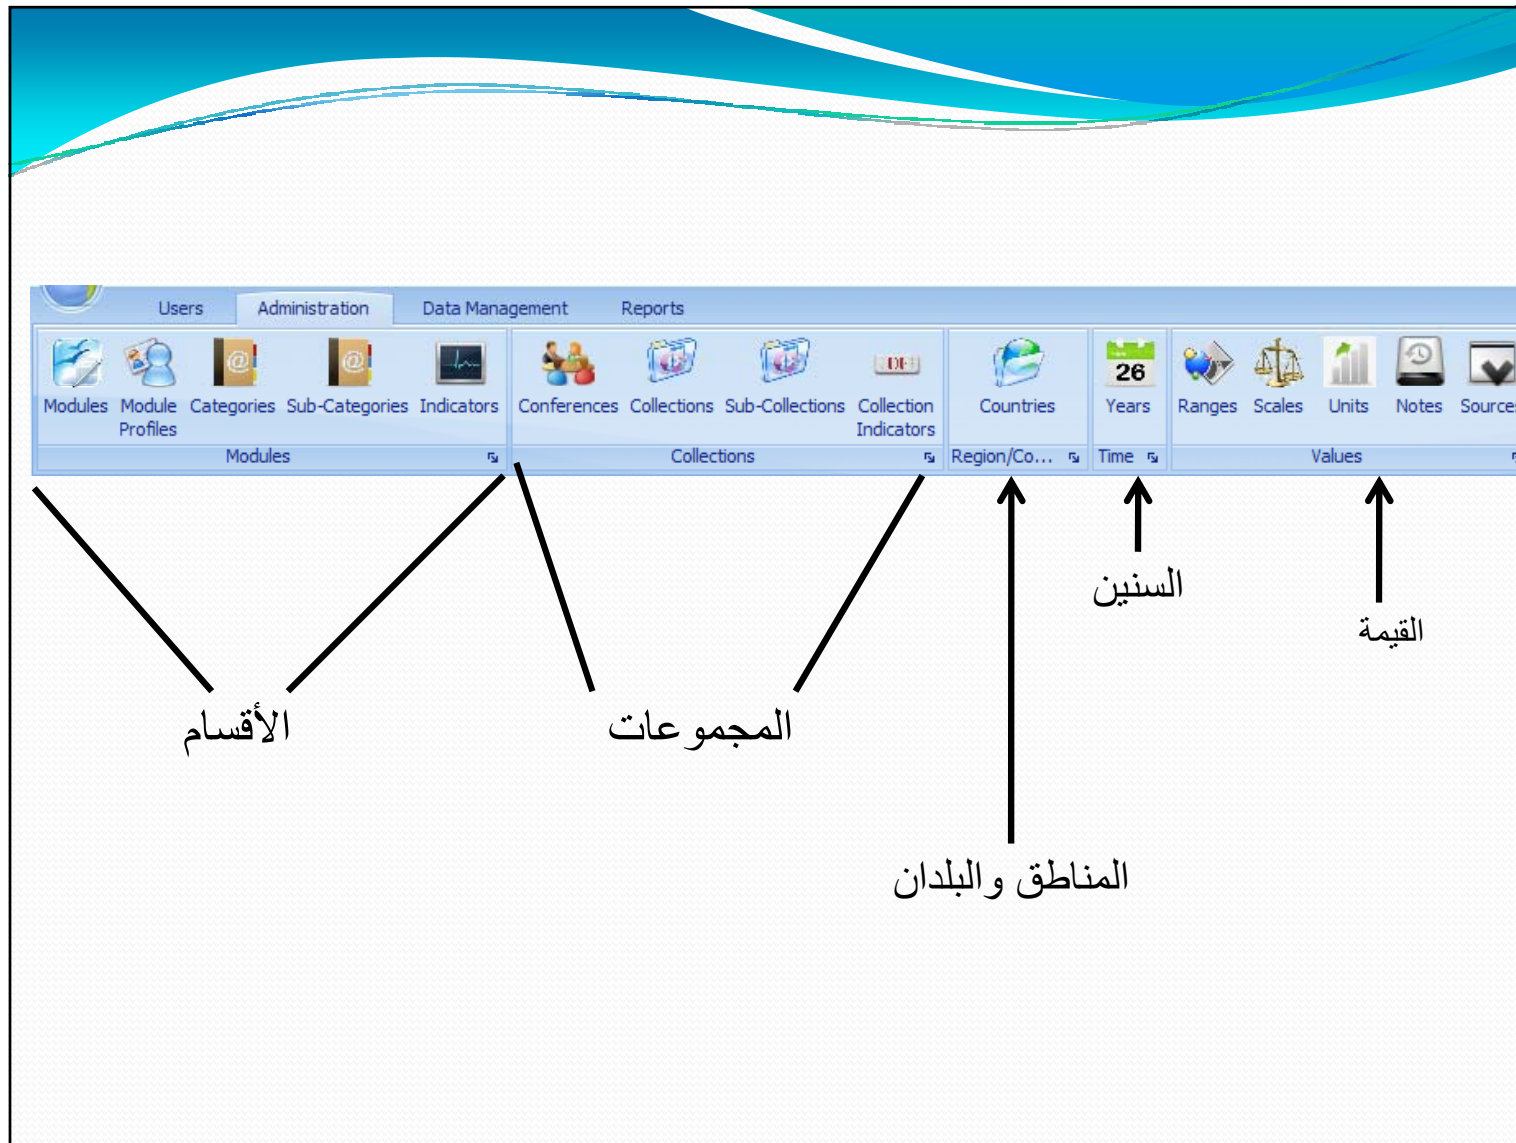 Users Administration Data Management Reports
Modules Module Profiles Categories Sub-Categories Indicators Conferences Collections Sub-Collections Collection Indicators Countries Years Ranges Scales Units Notes Sources
26
Modules Collections Region/Co... Time Values
السنين
القيمة
الأقسام
المجموعات
المناطق والبلدان